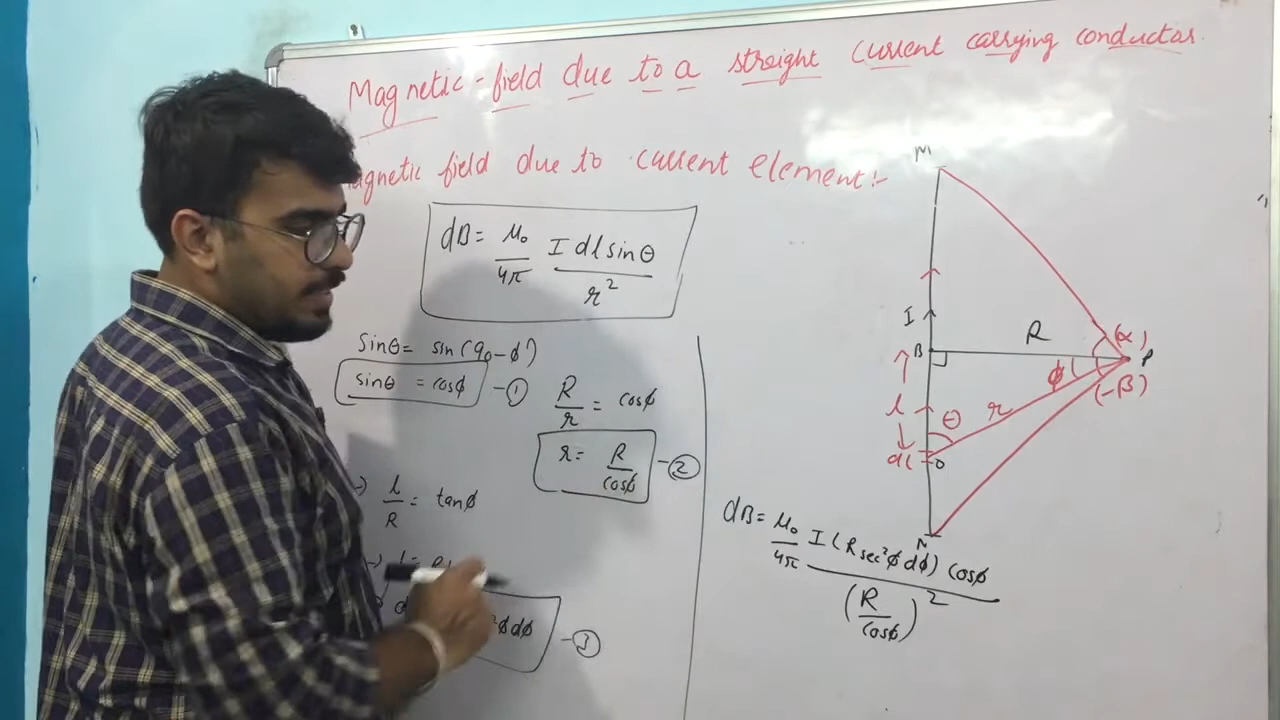 Magnetic-field due to a straight current carrying conductor.
Magnetic field due to current element:-
dB = μ₀/4π I dl sinθ / r²
sinθ = sin(90-φ)
sinθ = cosφ -①
R/r = cosφ
r = R/cosφ -②
l/R = tanφ
l =
²φ dφ -③
dB = μ₀/4π I (R sec²φ dφ) cosφ / (R/cosφ)²
M
I
B
R
(α)
P
φ
(-β)
l
r
θ
dl
O
N